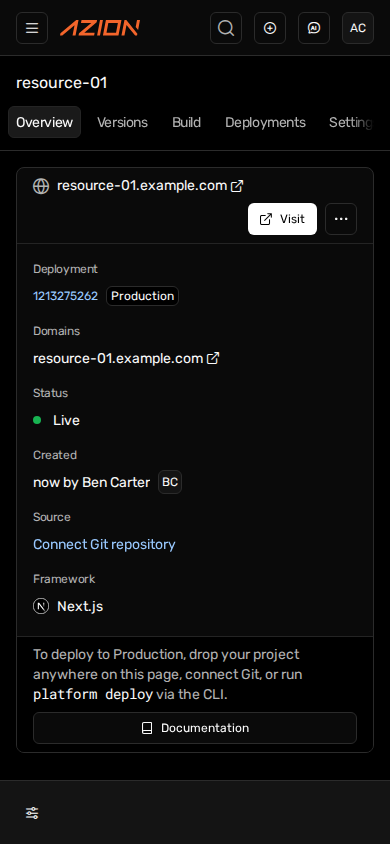 AZION
AI
AC
resource-01
Overview Versions Build Deployments Setting
resource-01.example.com
Visit
Deployment
1213275262 Production
Domains
resource-01.example.com
Status
Live
Created
now by Ben Carter BC
Source
Connect Git repository
Framework
N Next.js
To deploy to Production, drop your project
anywhere on this page, connect Git, or run
platform deploy via the CLI.
Documentation